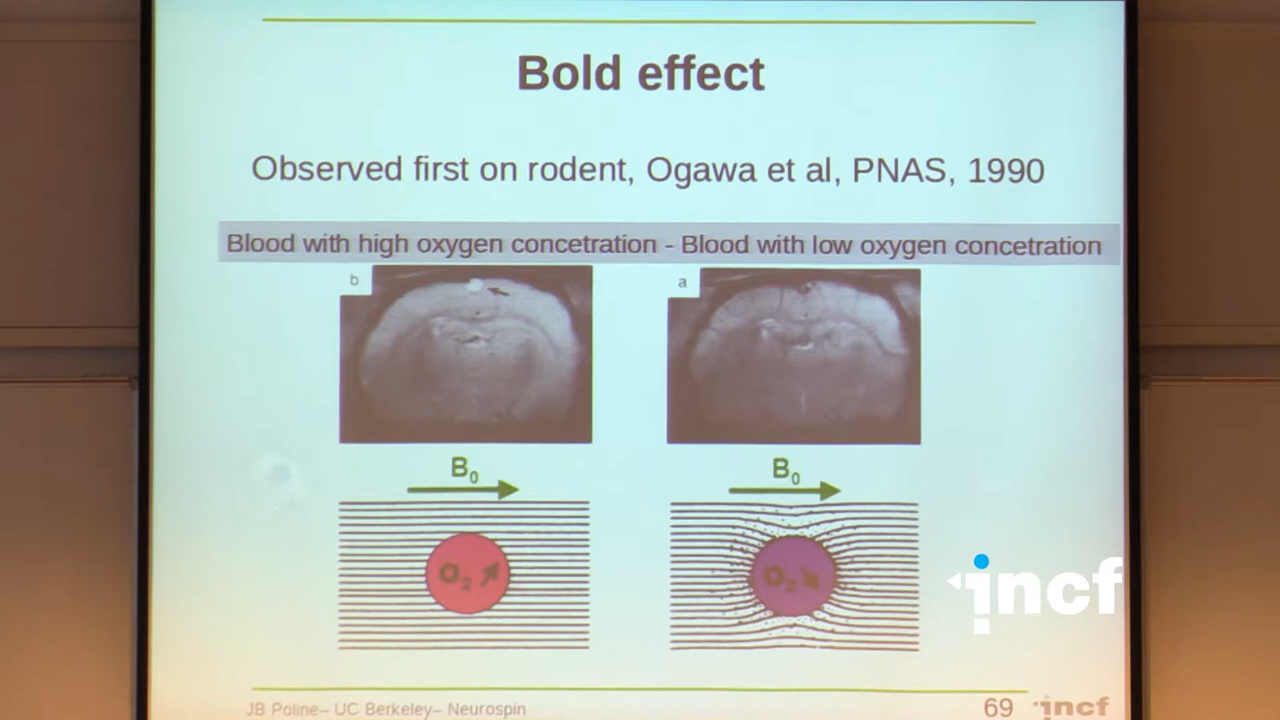 Bold effect
Observed first on rodent, Ogawa et al, PNAS, 1990
Blood with high oxygen concetration - Blood with low oxygen concetration
b
a
B0
B0
O2
O2
incf
JB Poline– UC Berkeley– Neurospin
69
incf